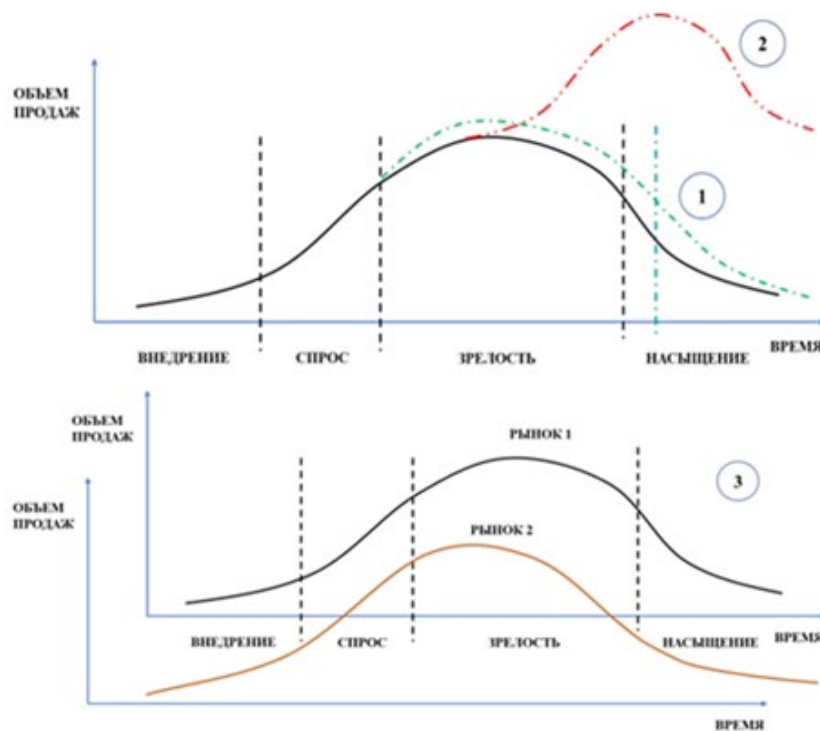 2
ОБЪЕМ
ПРОДАЖ
1
ВНЕДРЕНИЕ
СПРОС
ЗРЕЛОСТЬ
НАСЫЩЕНИЕ
ВРЕМЯ
ОБЪЕМ
ПРОДАЖ
РЫНОК 1
3
ОБЪЕМ
ПРОДАЖ
РЫНОК 2
ВНЕДРЕНИЕ
СПРОС
ЗРЕЛОСТЬ
НАСЫЩЕНИЕ
ВРЕМЯ
ВРЕМЯ